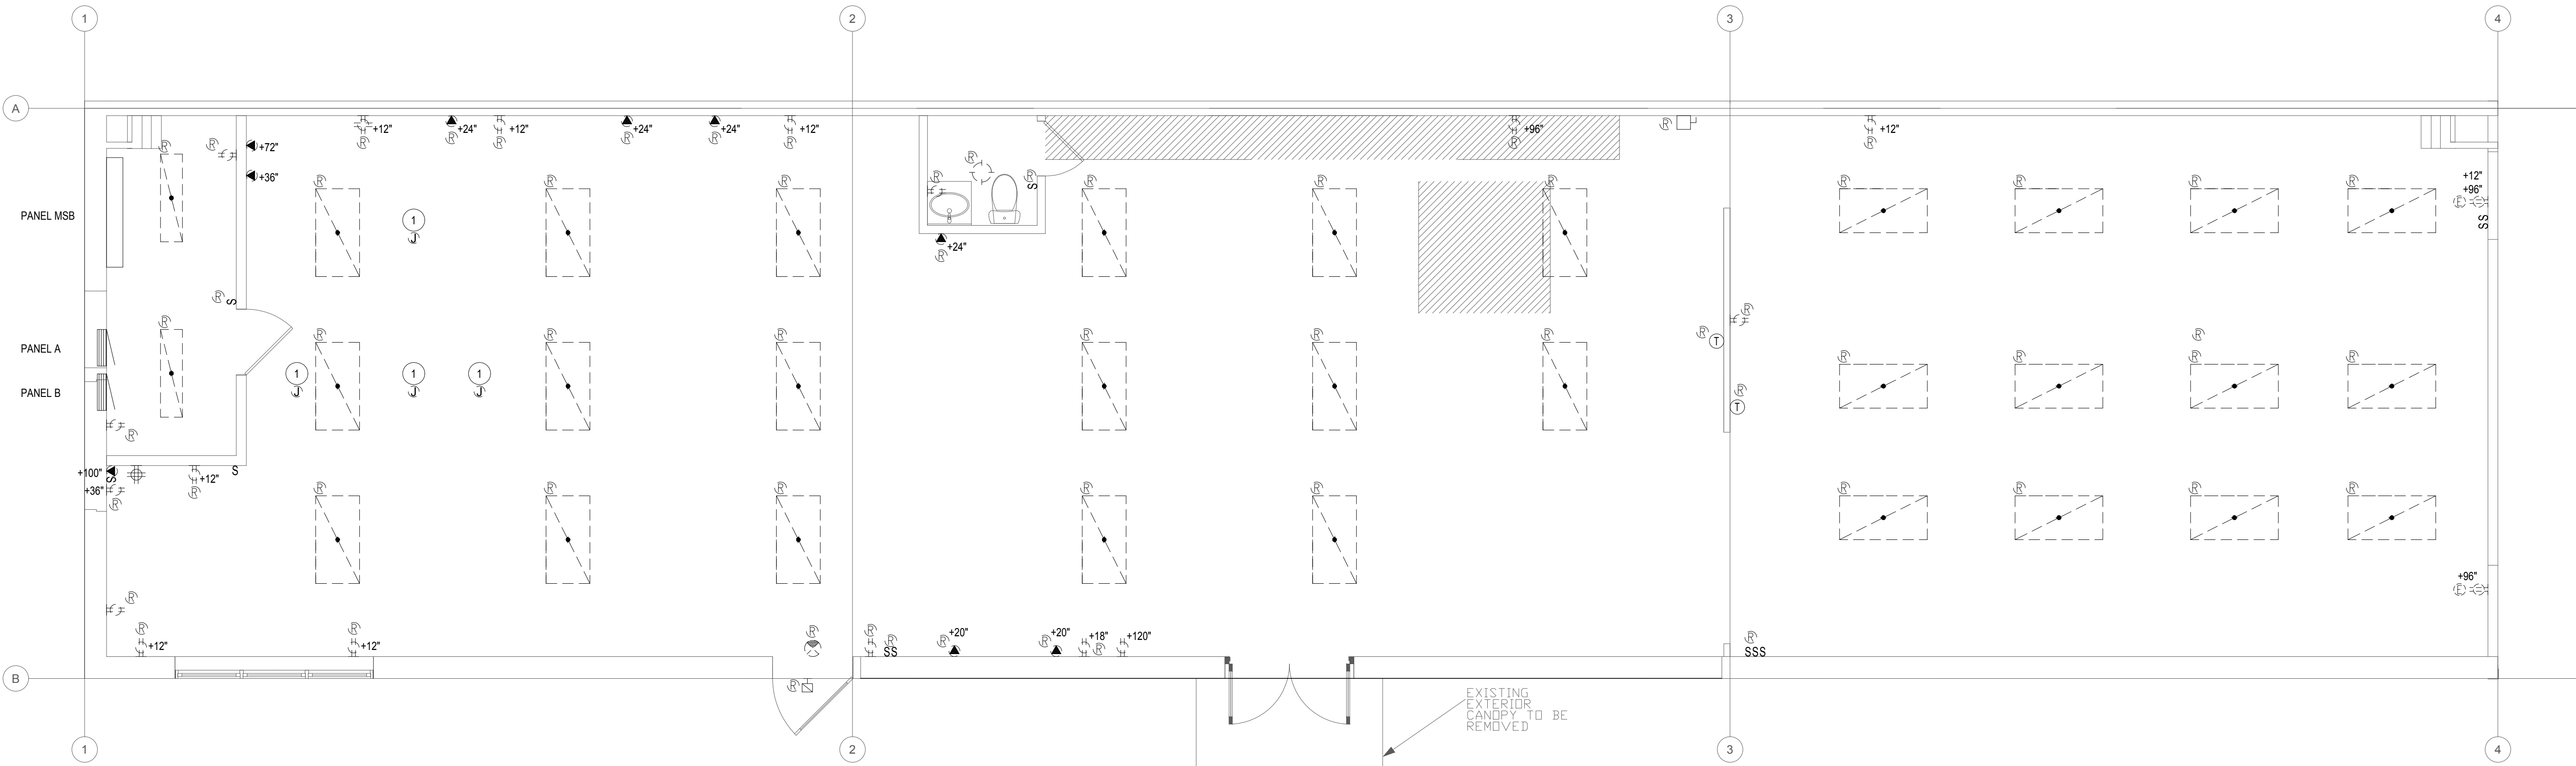 1 2 3 4
A
+12" +24" +12" +24" +24" +12" +96" +12"
R R R R R R R R R
R R +72"
R
+36" R R
S
R R R R R R R R R R +12"
+96"
E
PANEL MSB 1 S S
J +24"
R
R S R
R R R R R R R R R R
T
PANEL A R R R R
1 1 1
PANEL B J J J R
T
R
+100" S
+36" S +12"
R R
R R R R R R R R R
R +96"
E
R R R R R +20" R +20" +18" +120" R
+12" +12" S S R SSS
B
R
EXISTING
EXTERIOR
CANOPY TO BE
REMOVED
1 2 3 4